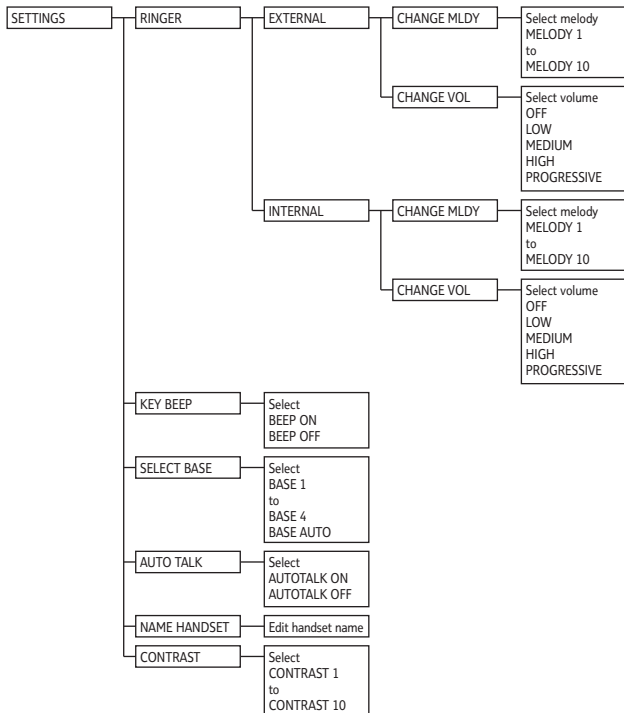 SETTINGS
RINGER
EXTERNAL
CHANGE MLDY
Select melody
MELODY 1
to
MELODY 10
CHANGE VOL
Select volume
OFF
LOW
MEDIUM
HIGH
PROGRESSIVE
INTERNAL
CHANGE MLDY
Select melody
MELODY 1
to
MELODY 10
CHANGE VOL
Select volume
OFF
LOW
MEDIUM
HIGH
PROGRESSIVE
KEY BEEP
Select
BEEP ON
BEEP OFF
SELECT BASE
Select
BASE 1
to
BASE 4
BASE AUTO
AUTO TALK
Select
AUTOTALK ON
AUTOTALK OFF
NAME HANDSET
Edit handset name
CONTRAST
Select
CONTRAST 1
to
CONTRAST 10